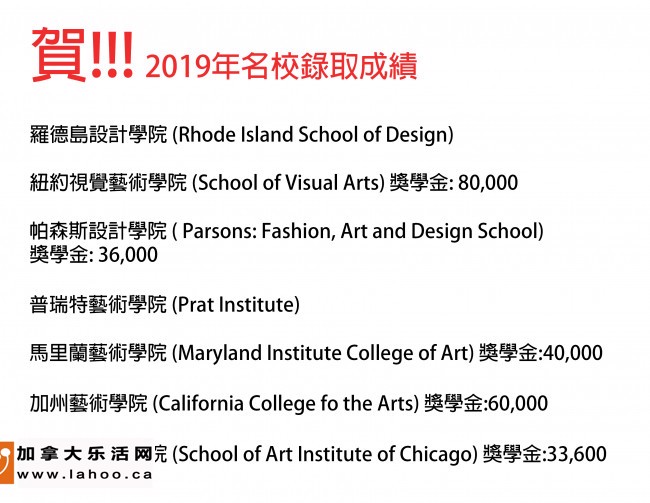 賀!!! 2019年名校錄取成績
羅德島設計學院 (Rhode Island School of Design)
紐約視覺藝術學院 (School of Visual Arts) 獎學金: 80,000
帕森斯設計學院 ( Parsons: Fashion, Art and Design School)
獎學金: 36,000
普瑞特藝術學院 (Prat Institute)
馬里蘭藝術學院 (Maryland Institute College of Art) 獎學金:40,000
加州藝術學院 (California College fo the Arts) 獎學金:60,000
院 (School of Art Institute of Chicago) 獎學金:33,600
加拿大乐活网
www.lahoo.ca